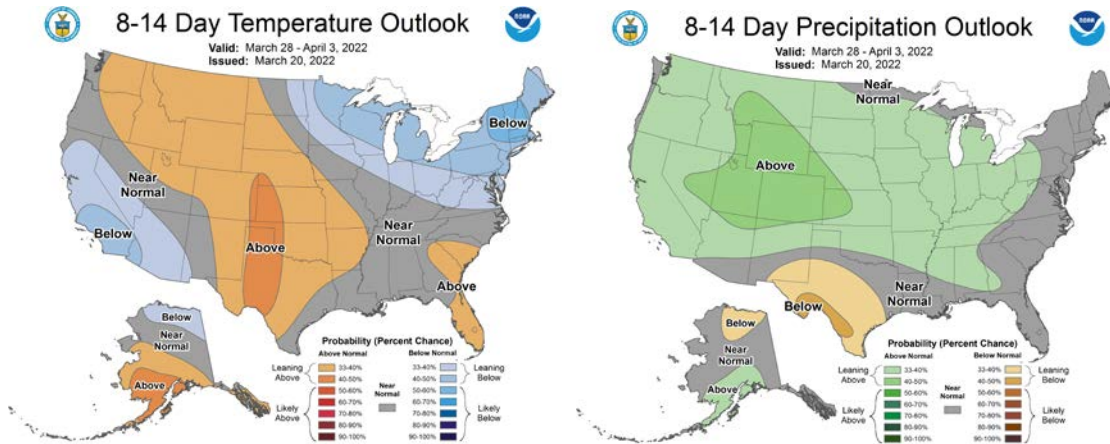 8-14 Day Temperature Outlook
Valid: March 28 - April 3, 2022
Issued: March 20, 2022
Below
Near
Normal
Below
Above
Near
Normal
Above
Below
Near
Normal
Above
Probability (Percent Chance)
Above Normal
Below Normal
Leaning
Above
Likely
Above
33-40%
40-50%
50-60%
60-70%
70-80%
80-90%
90-100%
Near
Normal
33-40%
40-50%
50-60%
60-70%
70-80%
80-90%
90-100%
Leaning
Below
Likely
Below
8-14 Day Precipitation Outlook
Valid: March 28 - April 3, 2022
Issued: March 20, 2022
Near
Normal
Above
Below
Near
Normal
Below
Near
Normal
Above
Probability (Percent Chance)
Above Normal
Below Normal
Leaning
Above
Likely
Above
33-40%
40-50%
50-60%
60-70%
70-80%
80-90%
90-100%
Near
Normal
33-40%
40-50%
50-60%
60-70%
70-80%
80-90%
90-100%
Leaning
Below
Likely
Below